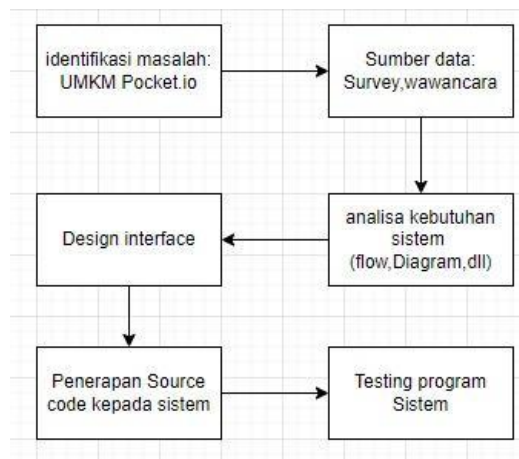 identifikasi masalah:
UMKM Pocket.io
Sumber data:
Survey,wawancara
analisa kebutuhan
sistem
(flow,Diagram,dll)
Design interface
Penerapan Source
code kepada sistem
Testing program
Sistem